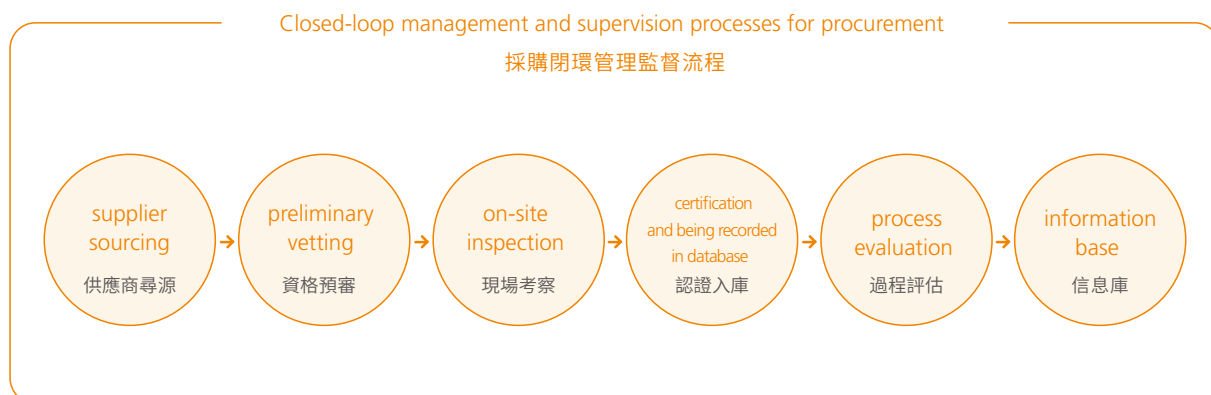 Closed-loop management and supervision processes for procurement
採購閉環管理監督流程
supplier
sourcing
供應商尋源
preliminary
vetting
資格預審
on-site
inspection
現場考察
certification
and being recorded
in database
認證入庫
process
evaluation
過程評估
information
base
信息庫